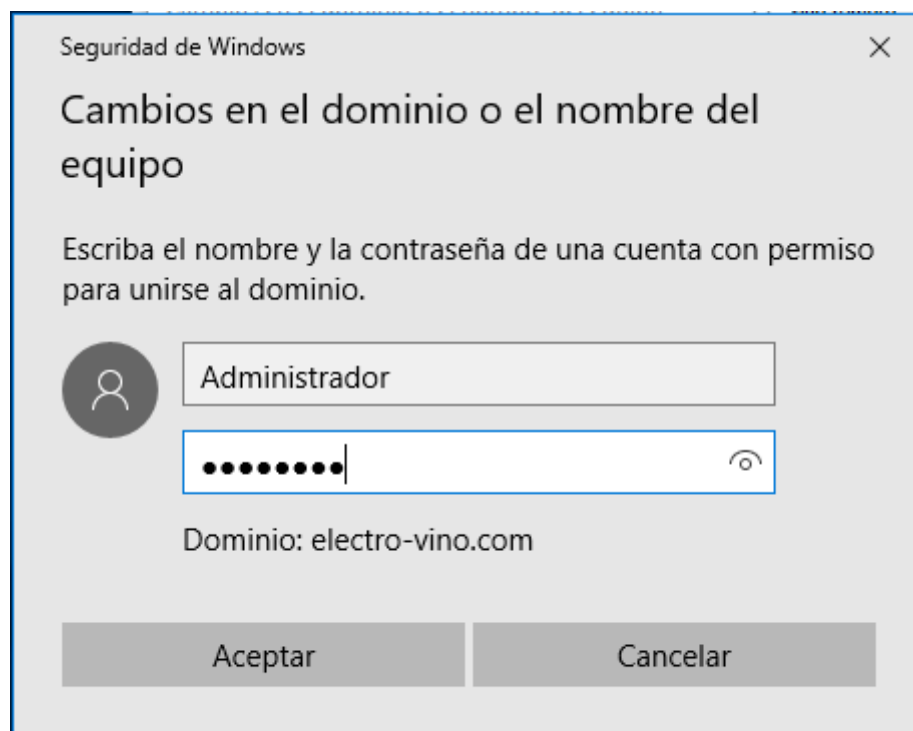 Seguridad de Windows
Cambios en el dominio o el nombre del
equipo
Escriba el nombre y la contraseña de una cuenta con permiso
para unirse al dominio.
Administrador
●●●●●●●●
Dominio: electro-vino.com
Aceptar
Cancelar